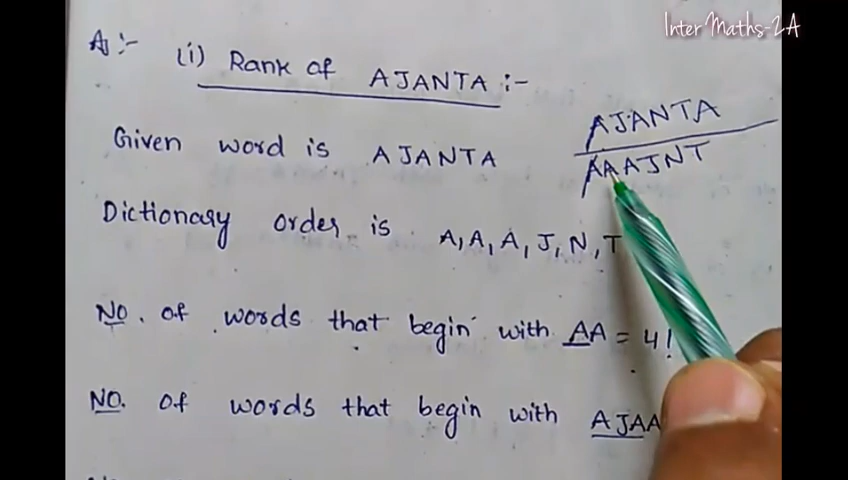 Inter Maths-2A
A :- (i) Rank of AJANTA :-
AJANTA
Given word is AJANTA
AAAJNT
Dictionary order is A, A, A, J, N, T
No. of words that begin with AA = 4!
No. of words that begin with AJAA